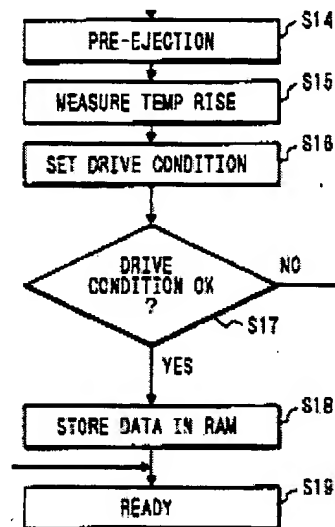 PRE-EJECTION
S14
MEASURE TEMP RISE
S15
SET DRIVE CONDITION
S16
DRIVE
CONDITION OK
?
NO
S17
YES
STORE DATA IN RAM
S18
READY
S19